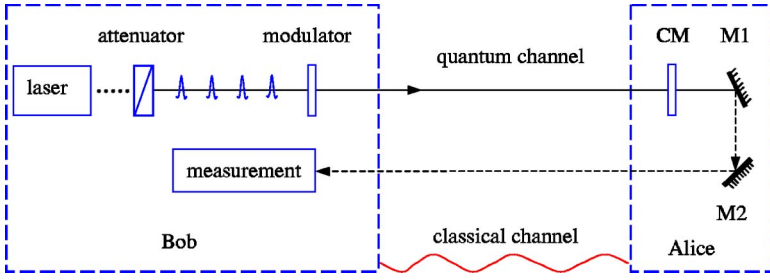 attenuator
modulator
CM
M1
quantum channel
laser
measurement
M2
Bob
classical channel
Alice